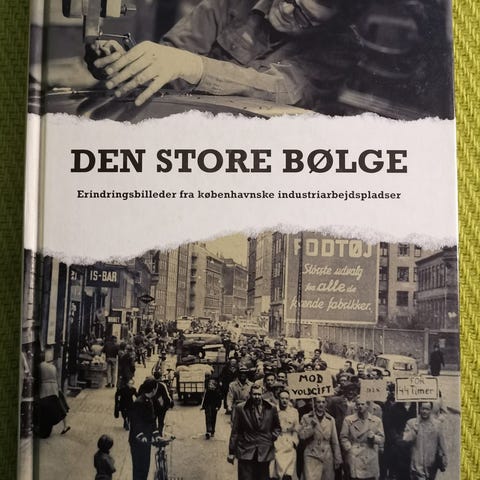 DEN STORE BØLGE
Erindringsbilleder fra københavnske industriarbejdspladser
FODTØJ
Største udvalg
fra alle de
førende fabrikker.
IS-BAR
MOD
VOLDGIFT
FOR
44 TIMER